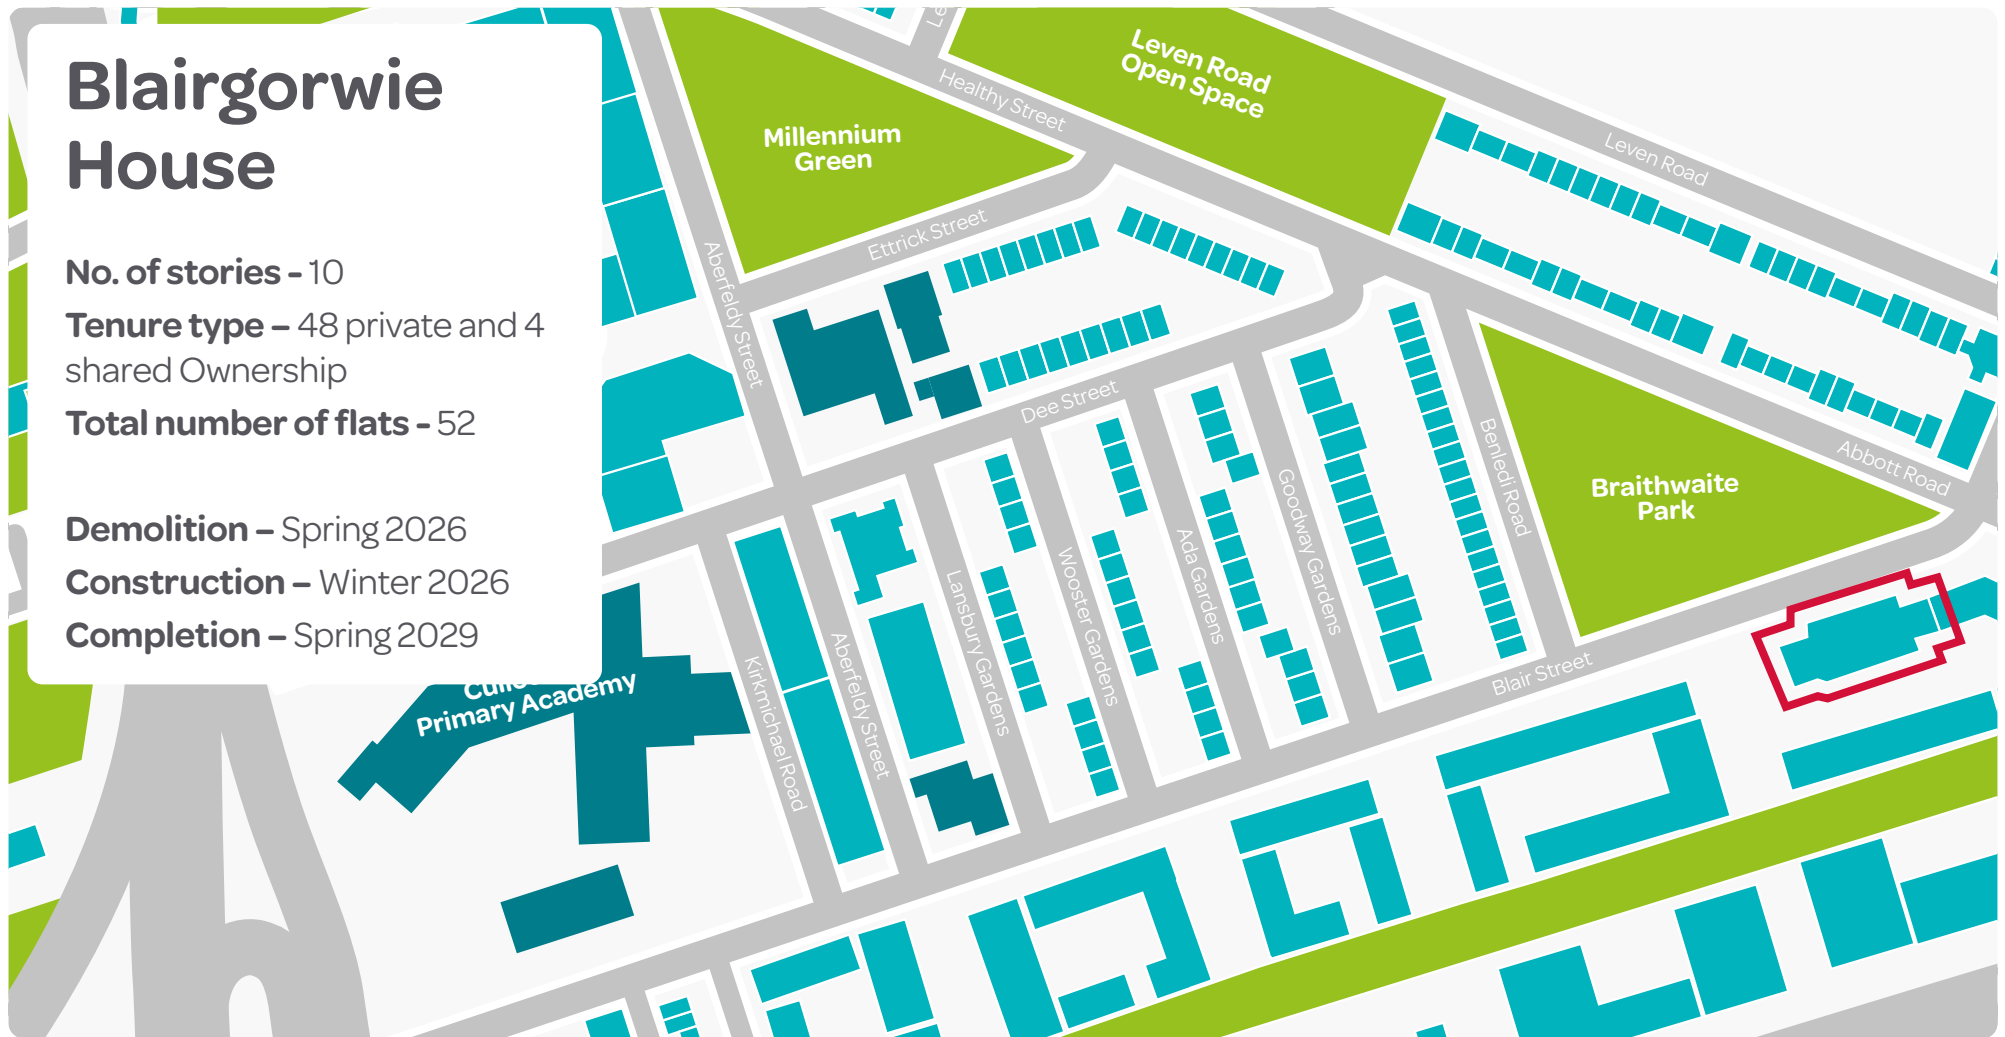 Blairgorwie
House
No. of stories - 10
Tenure type – 48 private and 4
shared Ownership
Total number of flats - 52
Demolition – Spring 2026
Construction – Winter 2026
Completion – Spring 2029
Leven Road
Open Space
Healthy Street
Millennium
Green
Leven Road
Ettrick Street
Aberfeldy Street
Dee Street
Abbott Road
Benledi Road
Braithwaite
Park
Goodway Gardens
Ada Gardens
Wooster Gardens
Lansbury Gardens
Aberfeldy Street
Kirkmichael Road
Blair Street
Primary Academy